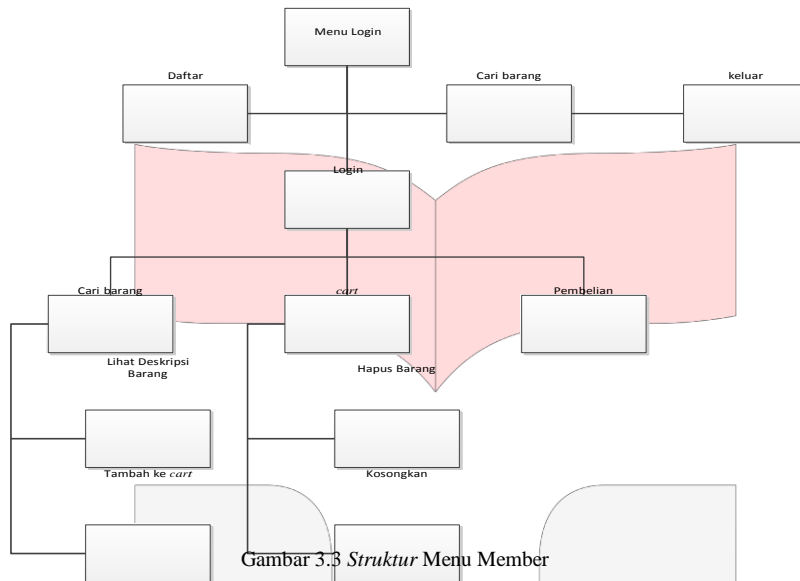 Menu Login
Daftar
Cari barang
keluar
Login
Cari barang
cart
Pembelian
Lihat Deskripsi
Barang
Hapus Barang
Tambah ke cart
Kosongkan
Gambar 3.3 Struktur Menu Member